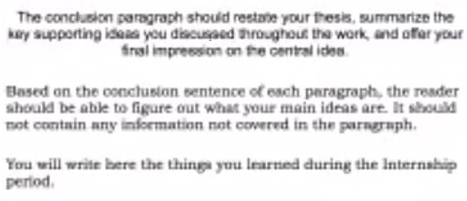 The conclusion paragraph should restate your thesis, summarize the
key supporting ideas you discussed throughout the work, and offer your
final impression on the central idea.
Based on the conclusion sentence of each paragraph, the reader
should be able to figure out what your main ideas are. It should
not contain any information not covered in the paragraph.
You will write here the things you learned during the Internship
period.